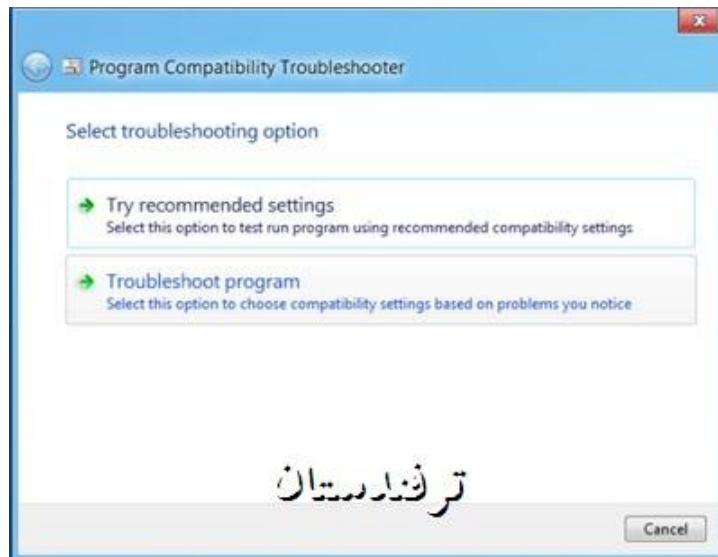 Program Compatibility Troubleshooter
Select troubleshooting option
Try recommended settings
Select this option to test run program using recommended compatibility settings
Troubleshoot program
Select this option to choose compatibility settings based on problems you notice
ترفندستان
Cancel